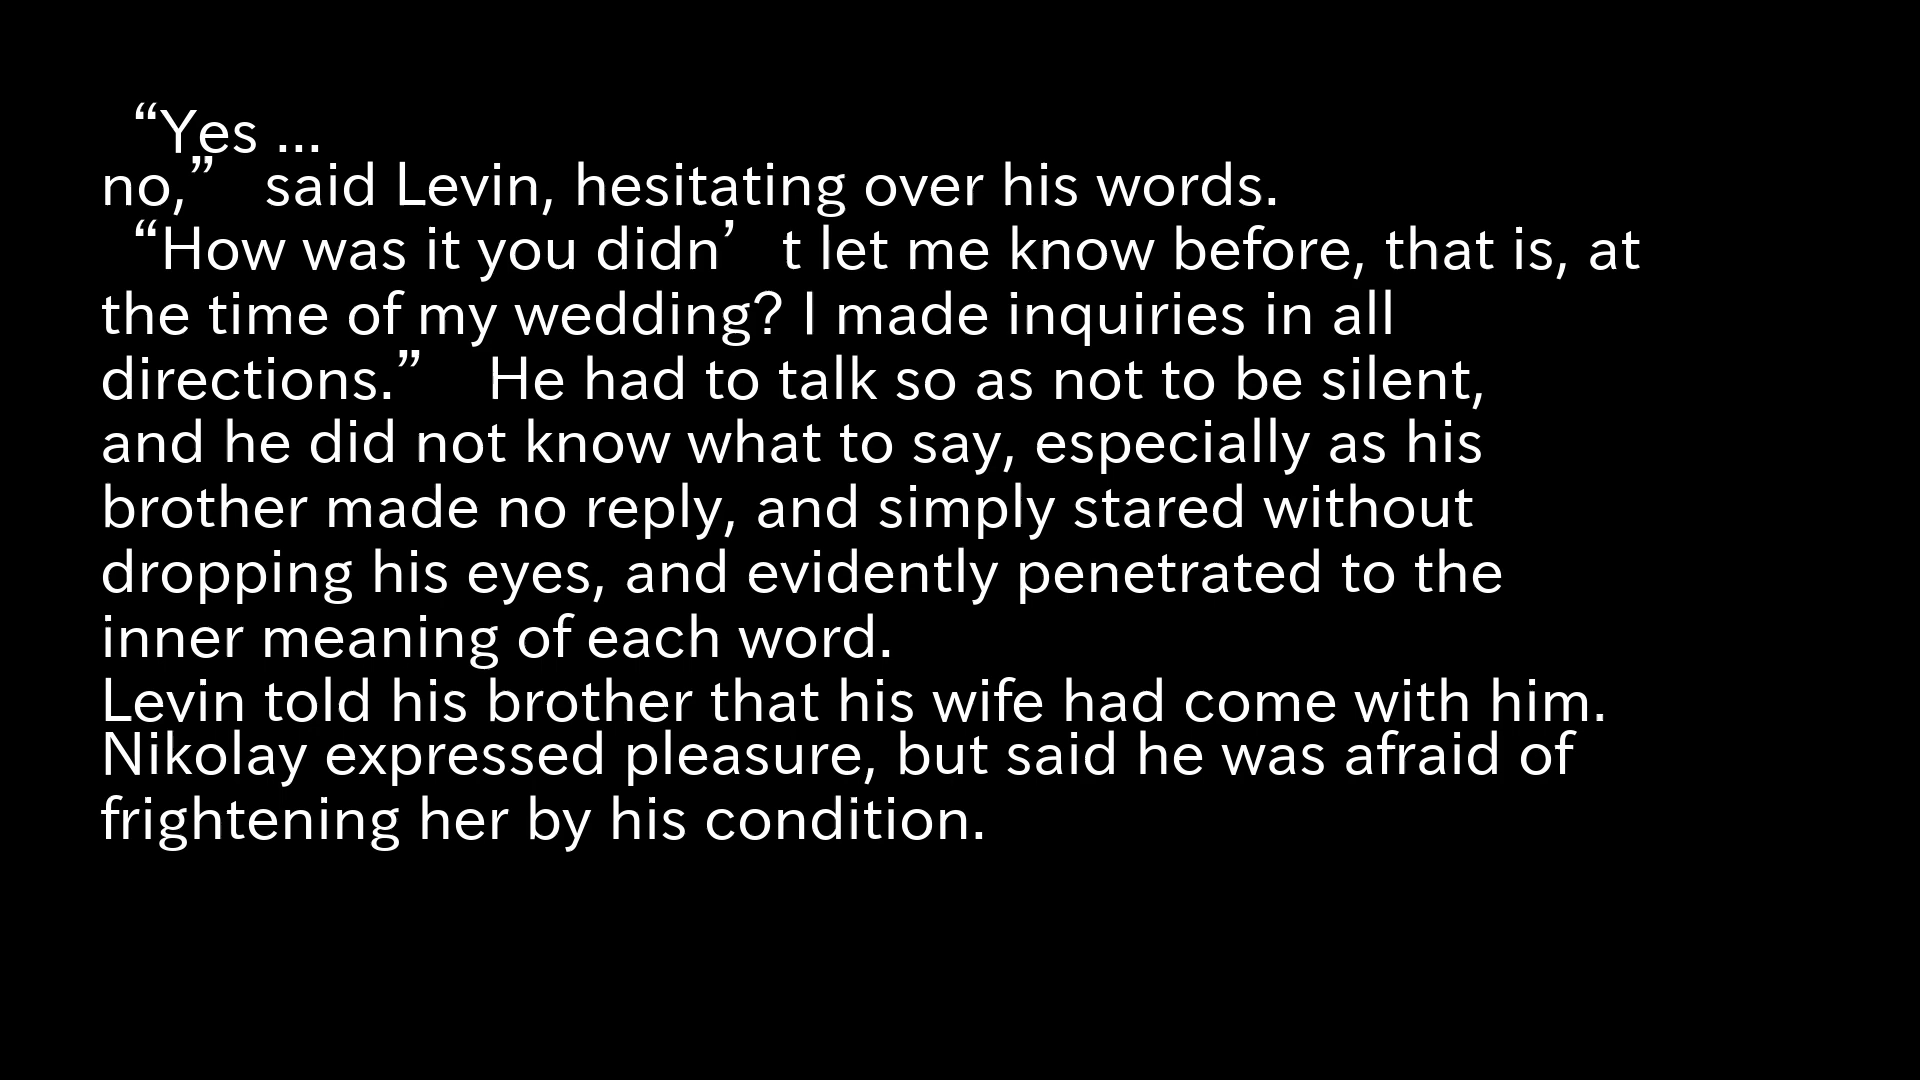 “Yes ...
no,” said Levin, hesitating over his words.
“How was it you didn’t let me know before, that is, at
the time of my wedding? I made inquiries in all
directions.” He had to talk so as not to be silent,
and he did not know what to say, especially as his
brother made no reply, and simply stared without
dropping his eyes, and evidently penetrated to the
inner meaning of each word.
Levin told his brother that his wife had come with him.
Nikolay expressed pleasure, but said he was afraid of
frightening her by his condition.